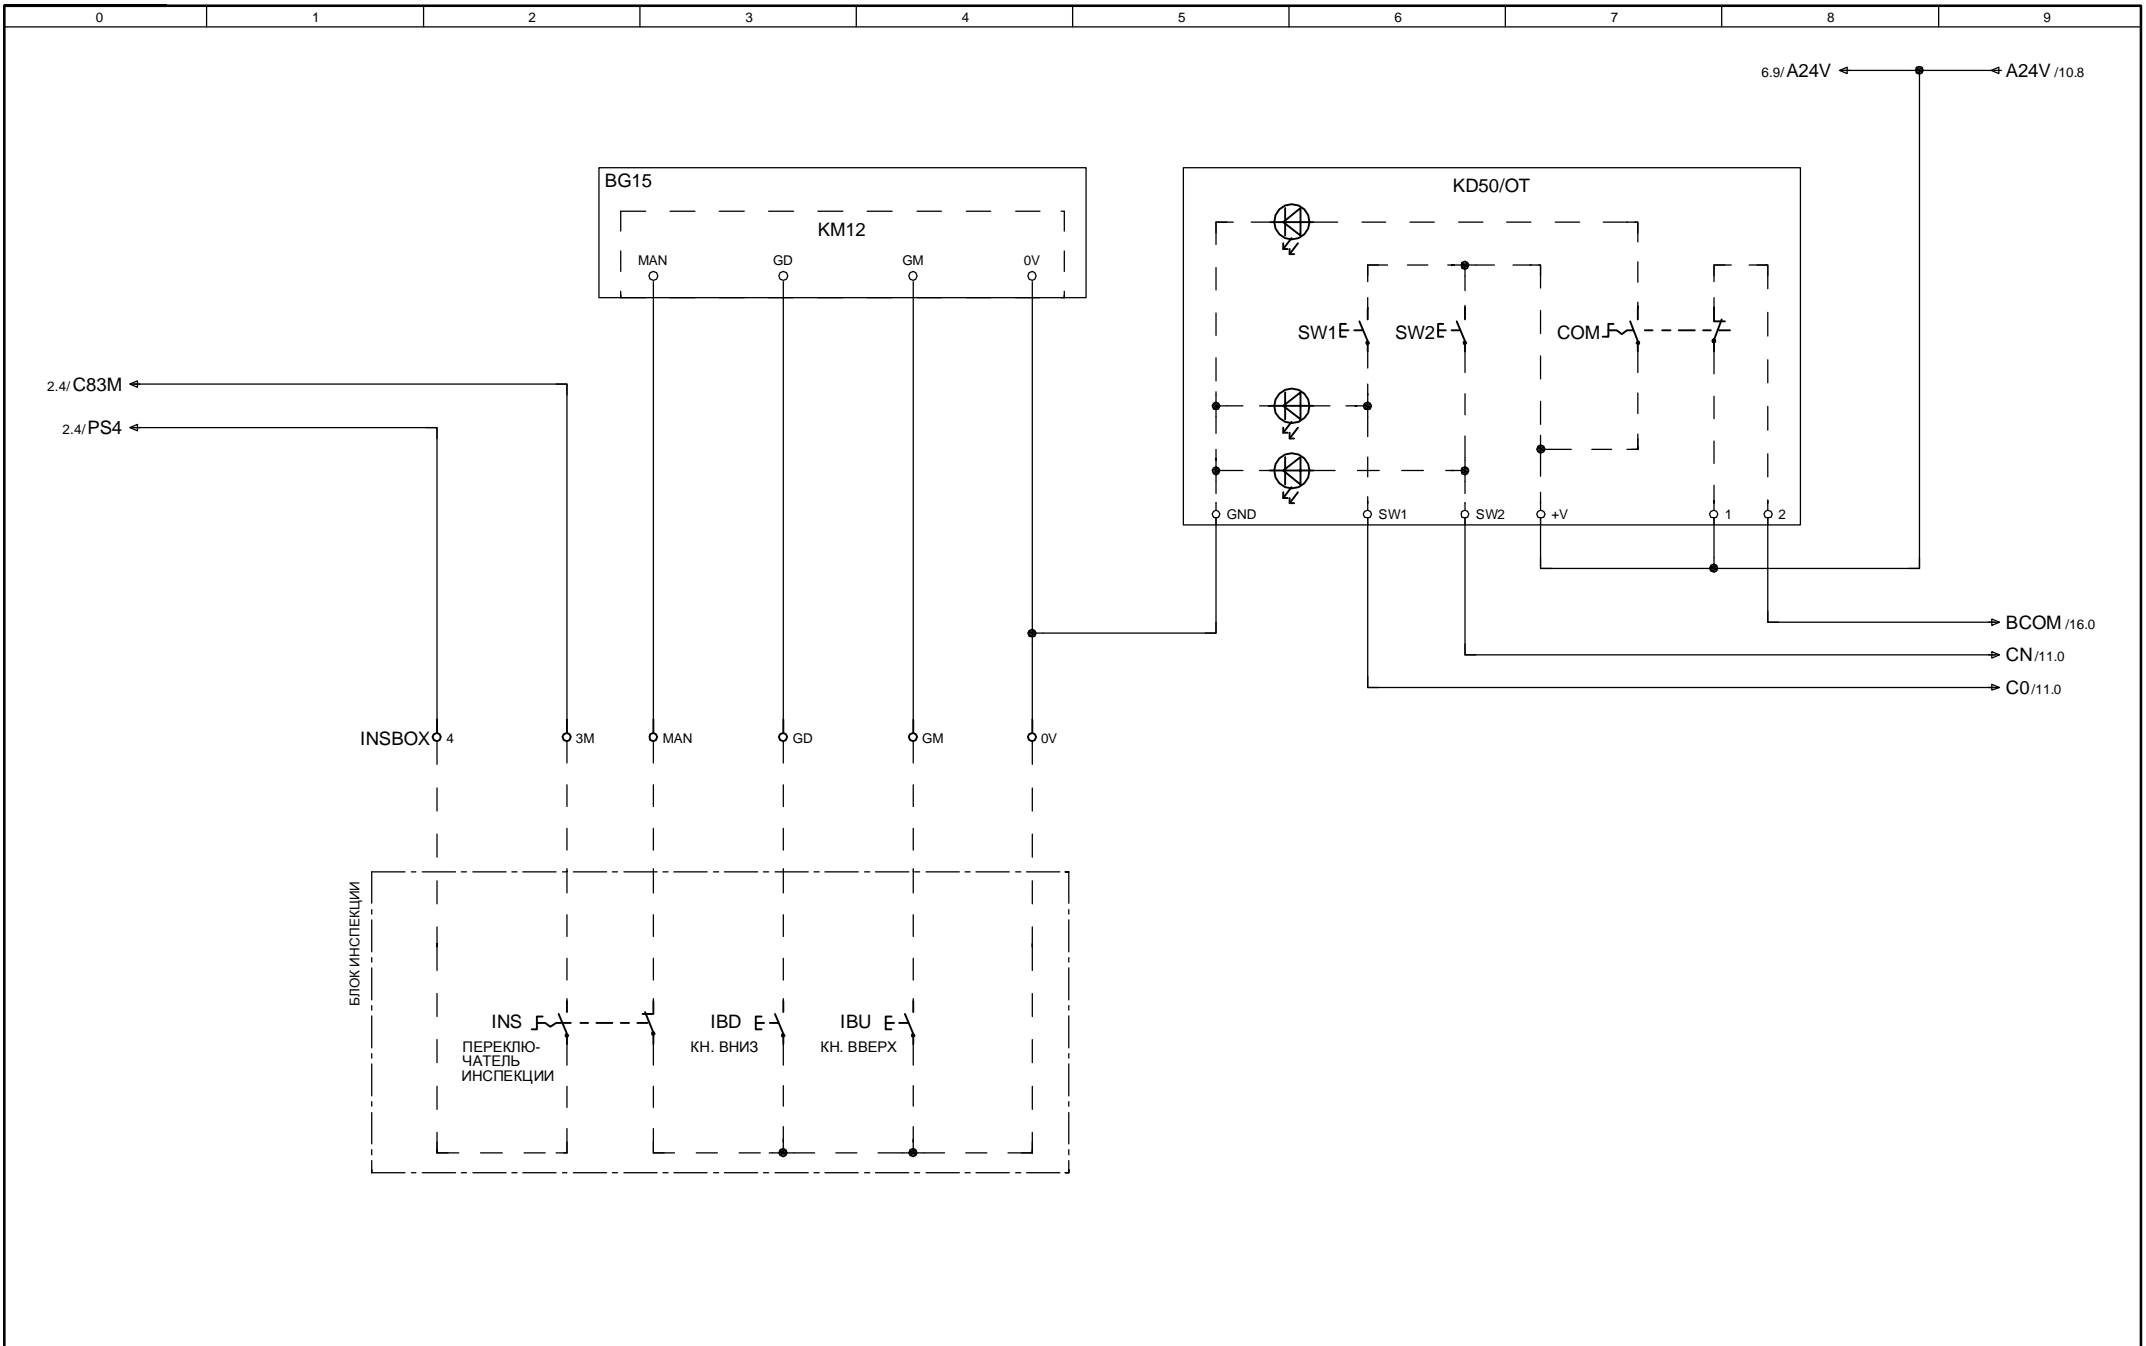 0 1 2 3 4 5 6 7 8 9
6.9/A24V
A24V/10.8
BG15
KM12
MAN GD GM 0V
KD50/OT
SW1 SW2 COM
GND SW1 SW2 +V 1 2
2.4/C83M
2.4/PS4
BCOM/16.0
CN/11.0
C0/11.0
INSBOX 4 3M MAN GD GM 0V
БЛОК ИНСПЕКЦИИ
INS
ПЕРЕКЛЮ-
ЧАТЕЛЬ
ИНСПЕКЦИИ
IBD
КН. ВНИЗ
IBU
КН. ВВЕРХ